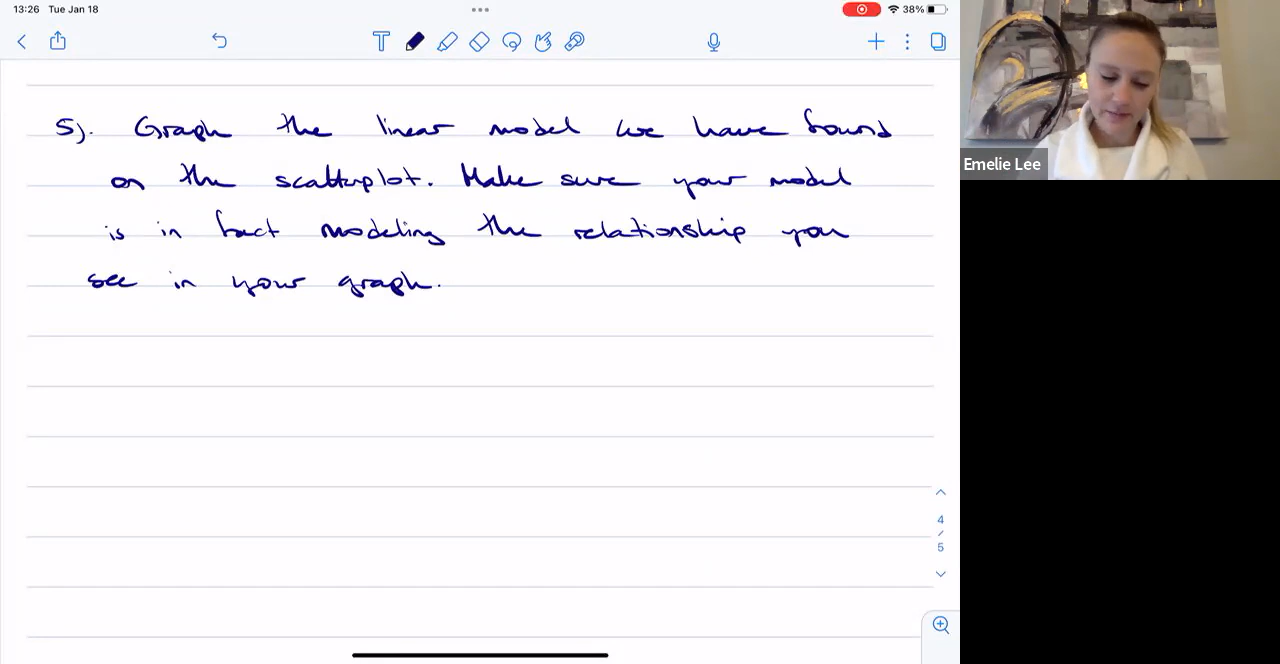 13:26 Tue Jan 18
38%
5). Graph the linear model we have found
on the scatterplot. Make sure your model
is in fact modeling the relationship you
see in your graph.
Emelie Lee
4
5